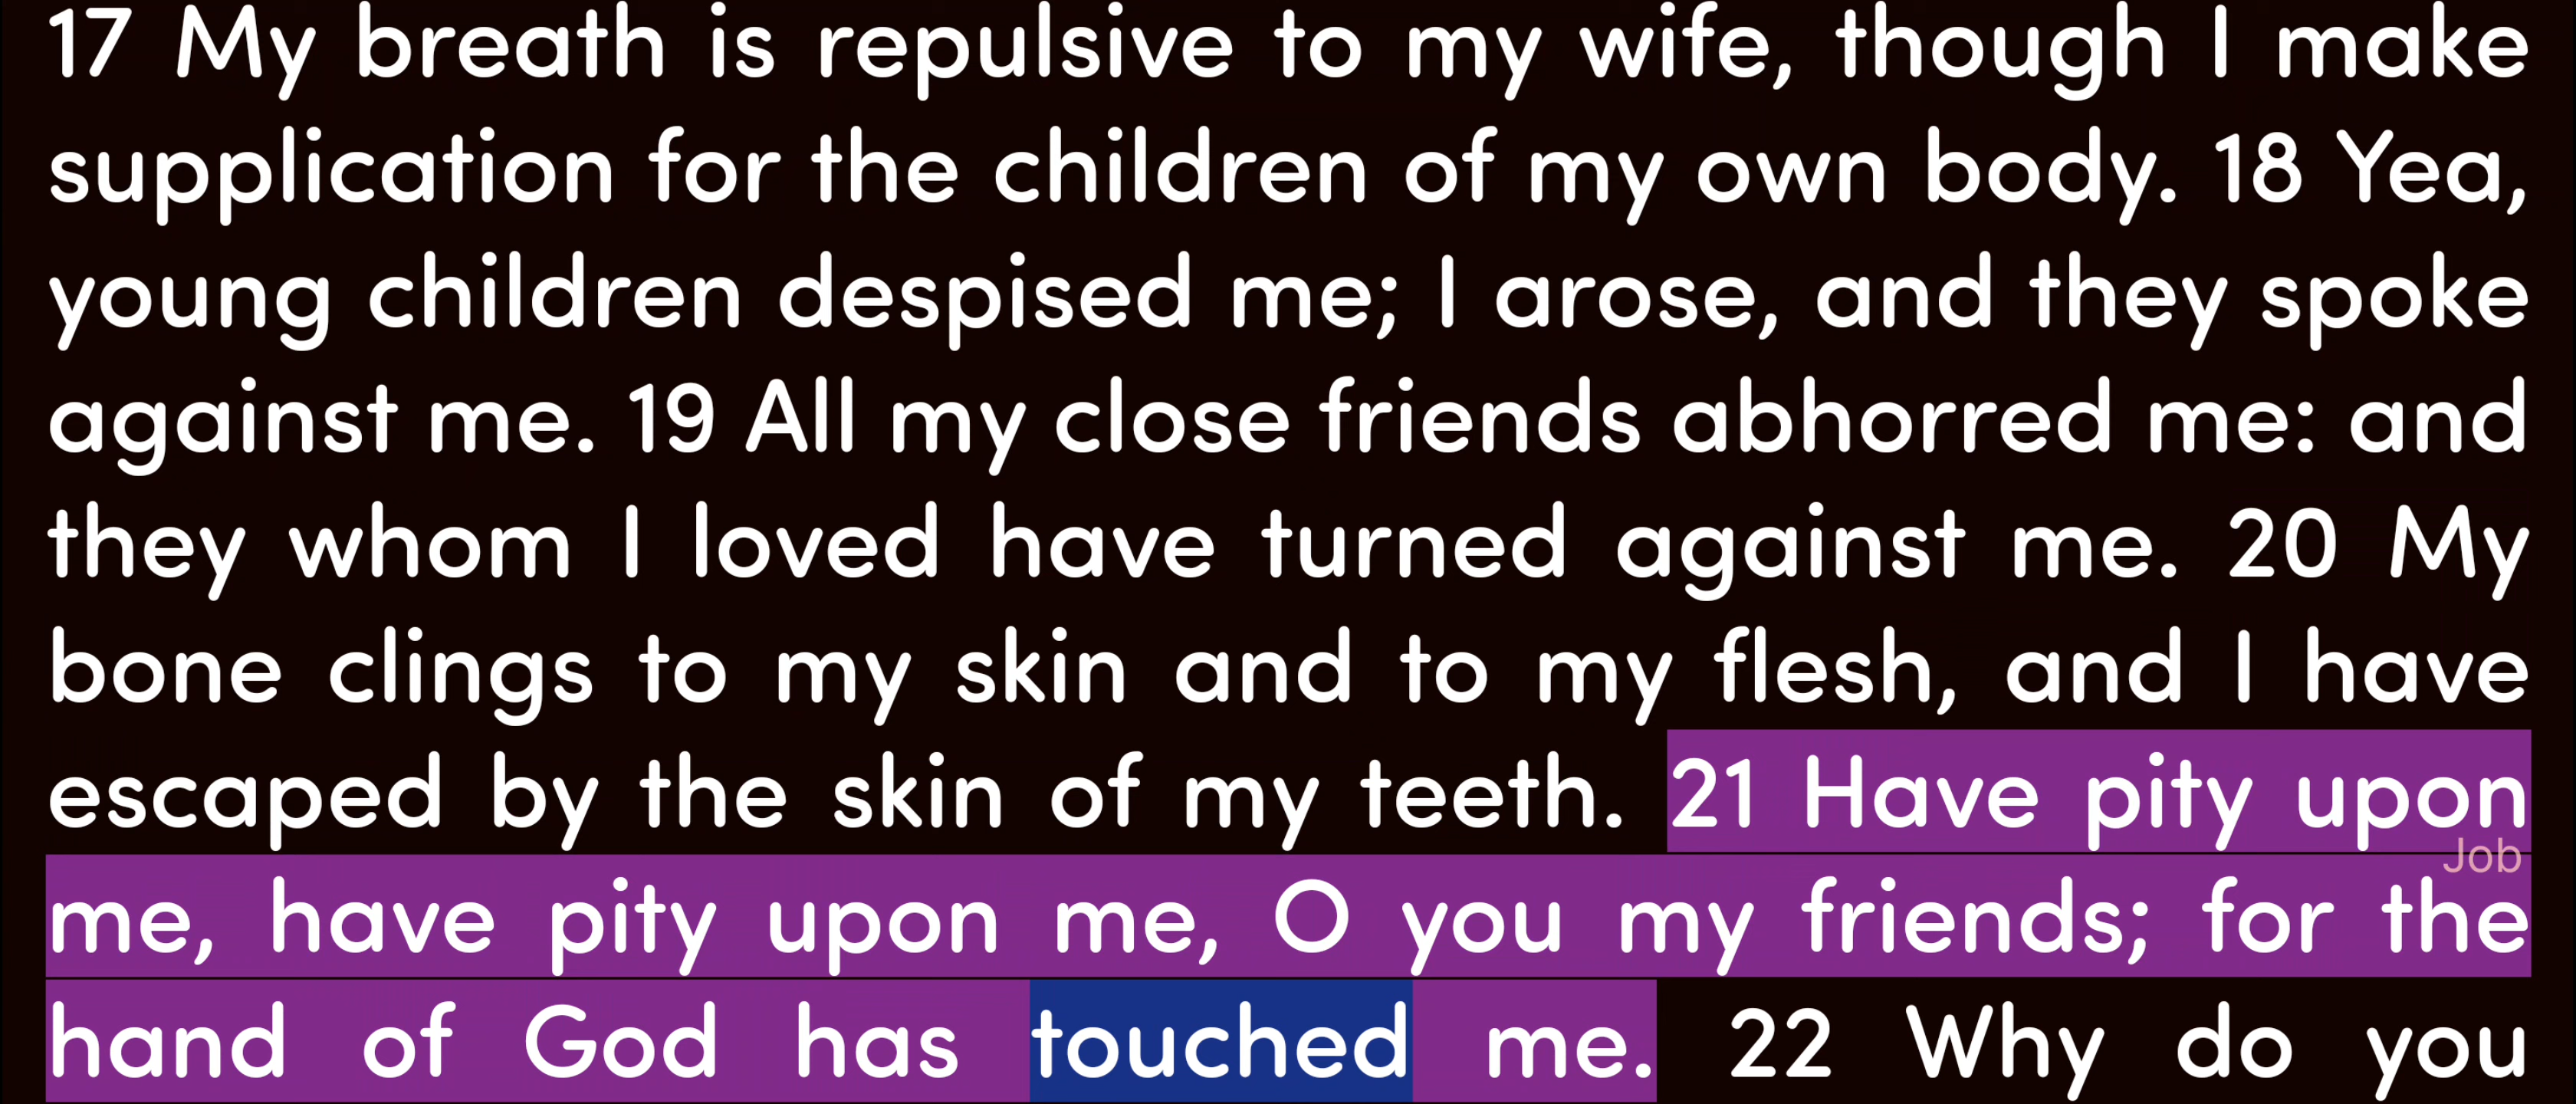 17 My breath is repulsive to my wife, though I make
supplication for the children of my own body. 18 Yea,
young children despised me; I arose, and they spoke
against me. 19 All my close friends abhorred me: and
they whom I loved have turned against me. 20 My
bone clings to my skin and to my flesh, and I have
escaped by the skin of my teeth. 21 Have pity upon
Job
me, have pity upon me, O you my friends; for the
hand of God has touched me. 22 Why do you